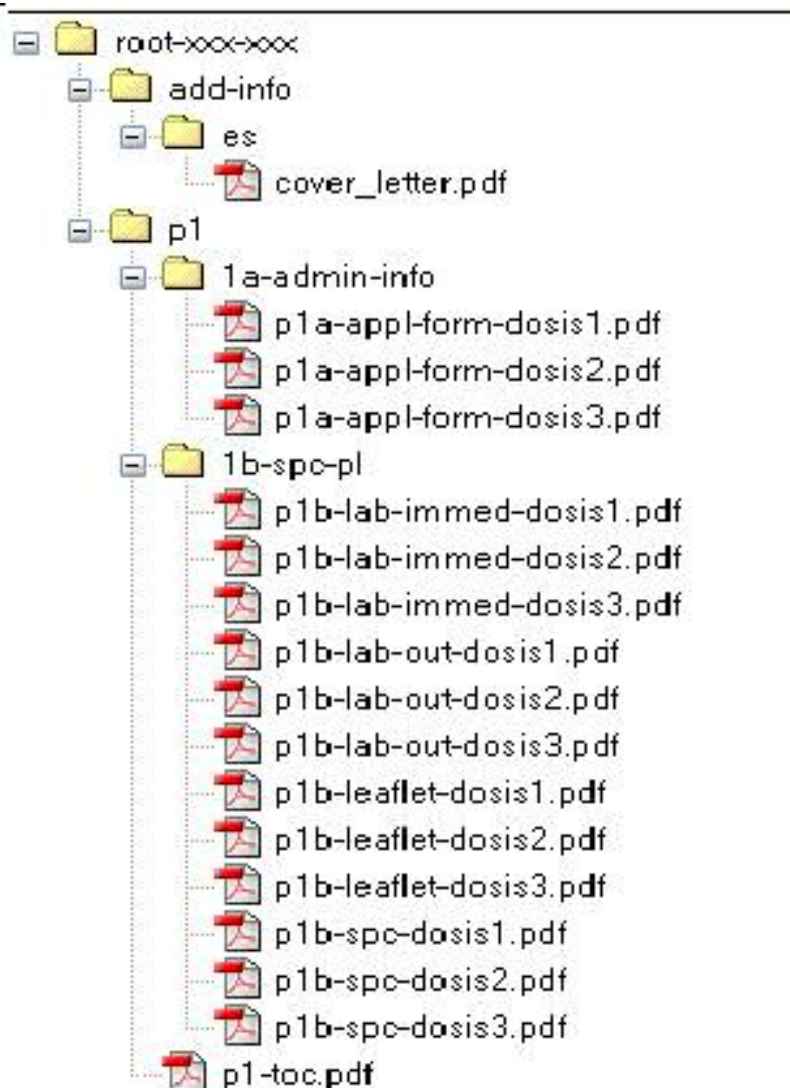 root-xxx-xxx
add-info
es
cover_letter.pdf
p1
1a-admin-info
p1a-appl-form-dosis1.pdf
p1a-appl-form-dosis2.pdf
p1a-appl-form-dosis3.pdf
1b-spc-pl
p1b-lab-immed-dosis1.pdf
p1b-lab-immed-dosis2.pdf
p1b-lab-immed-dosis3.pdf
p1b-lab-out-dosis1.pdf
p1b-lab-out-dosis2.pdf
p1b-lab-out-dosis3.pdf
p1b-leaflet-dosis1.pdf
p1b-leaflet-dosis2.pdf
p1b-leaflet-dosis3.pdf
p1b-spc-dosis1.pdf
p1b-spc-dosis2.pdf
p1b-spc-dosis3.pdf
p1-toc.pdf